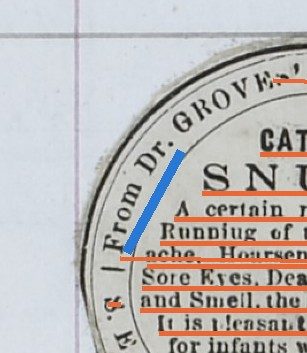 From Dr. GROVES'
CAT
SNU
A certain
Running of
ache, Hoarsen
Sore Eyes, Dea
and Smell, the
It is pleasant
for infants